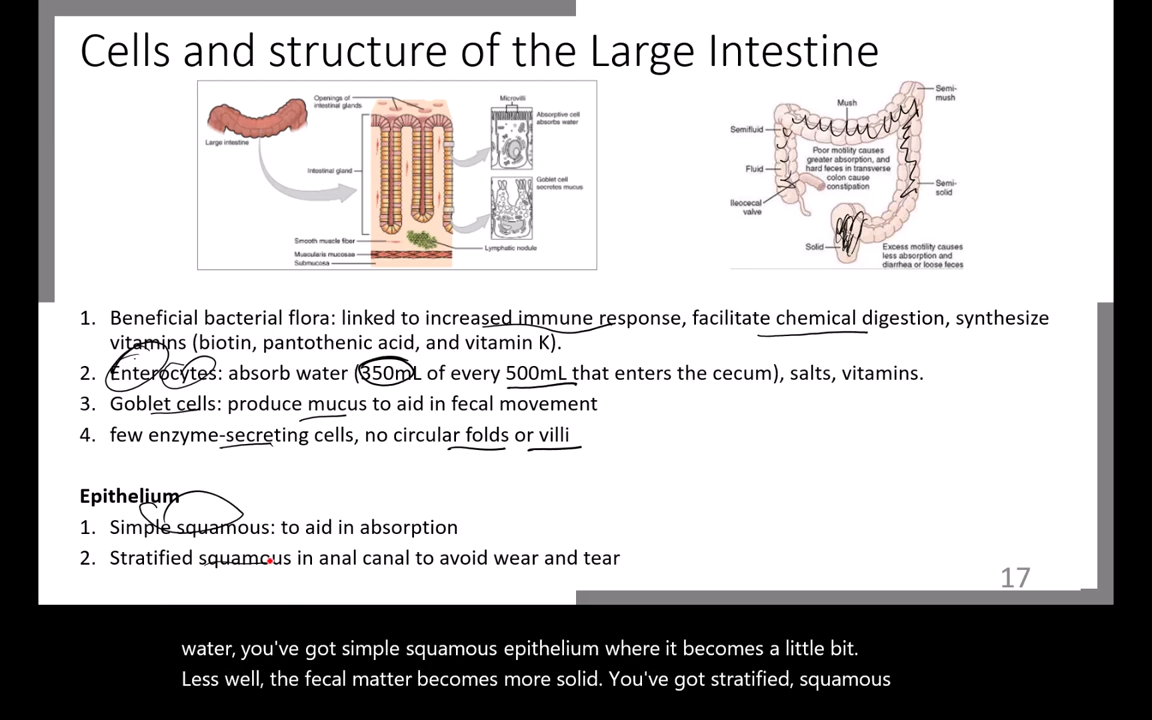 Cells and structure of the Large Intestine
Openings of
intestinal glands
Large intestine
Intestinal gland
Smooth muscle fiber
Muscularis mucosae
Submucosa
Microvilli
Absorptive cell
absorbs water
Goblet cell
secretes mucus
Lymphatic nodule
Semi-
mush
Mush
Semifluid
Poor motility causes
greater absorption, and
hard feces in transverse
colon cause
constipation
Fluid
Semi-
solid
Ileocecal
valve
Solid
Excess motility causes
less absorption and
diarrhea or loose feces
1. Beneficial bacterial flora: linked to increased immune response, facilitate chemical digestion, synthesize
vitamins (biotin, pantothenic acid, and vitamin K).
2. Enterocytes: absorb water (350mL of every 500mL that enters the cecum), salts, vitamins.
3. Goblet cells: produce mucus to aid in fecal movement
4. few enzyme-secreting cells, no circular folds or villi
Epithelium
1. Simple squamous: to aid in absorption
2. Stratified squamous in anal canal to avoid wear and tear
17
water, you've got simple squamous epithelium where it becomes a little bit.
Less well, the fecal matter becomes more solid. You've got stratified, squamous